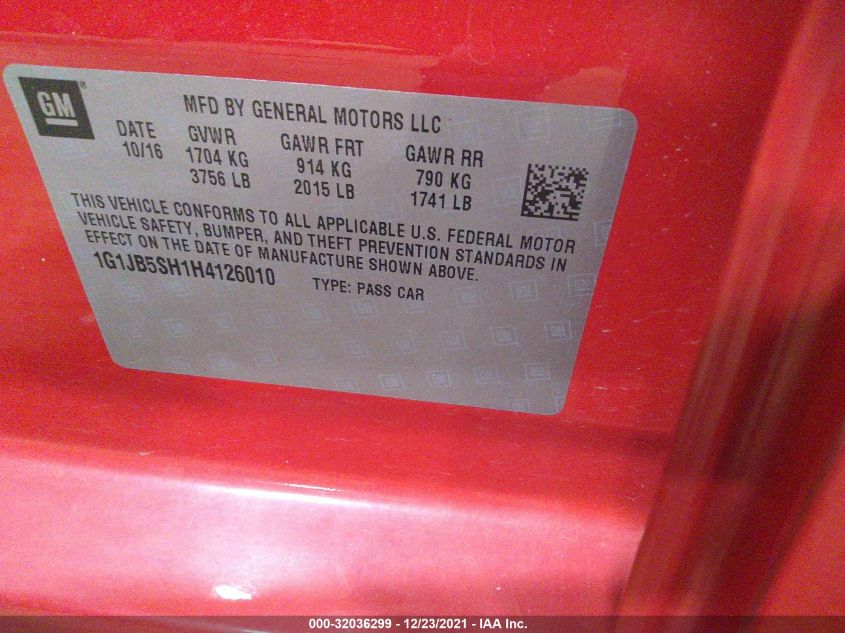 GM
MFD BY GENERAL MOTORS LLC
DATE GVWR GAWR FRT GAWR RR
10/16 1704 KG 914 KG 790 KG
3756 LB 2015 LB 1741 LB
THIS VEHICLE CONFORMS TO ALL APPLICABLE U.S. FEDERAL MOTOR
VEHICLE SAFETY, BUMPER, AND THEFT PREVENTION STANDARDS IN
EFFECT ON THE DATE OF MANUFACTURE SHOWN ABOVE.
1G1JB5SH1H4126010 TYPE: PASS CAR
000-32036299 - 12/23/2021 - IAA Inc.